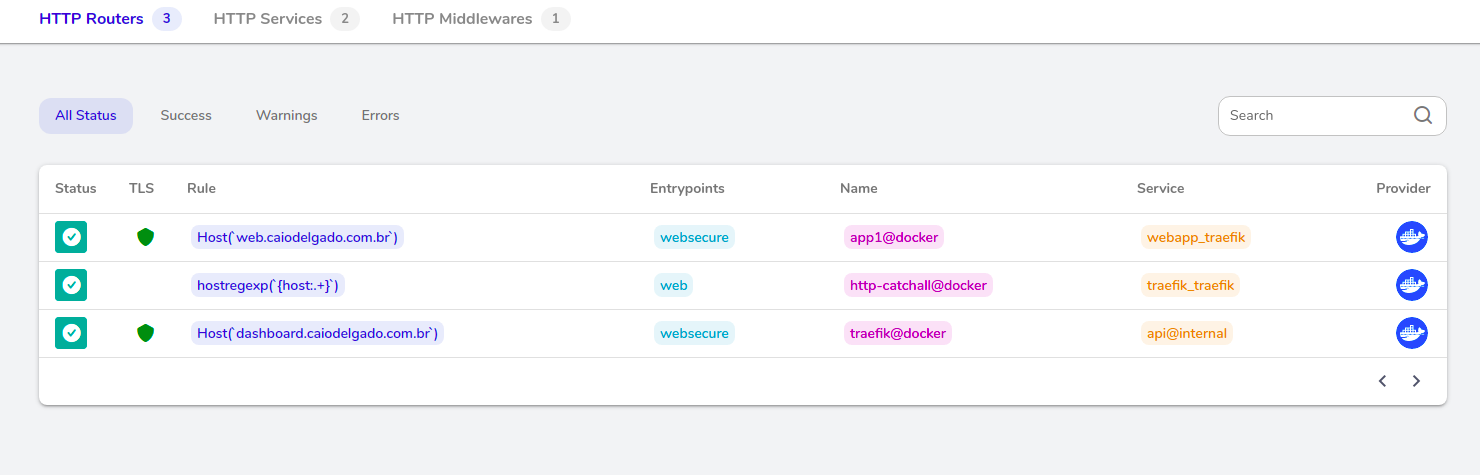 HTTP Routers 3 HTTP Services 2 HTTP Middlewares 1
All Status Success Warnings Errors Search
Status TLS Rule Entrypoints Name Service Provider
Host(`web.caiodelgado.com.br`) websecure app1@docker webapp_traefik
hostregexp(`{host:.+}`) web http-catchall@docker traefik_traefik
Host(`dashboard.caiodelgado.com.br`) websecure traefik@docker api@internal